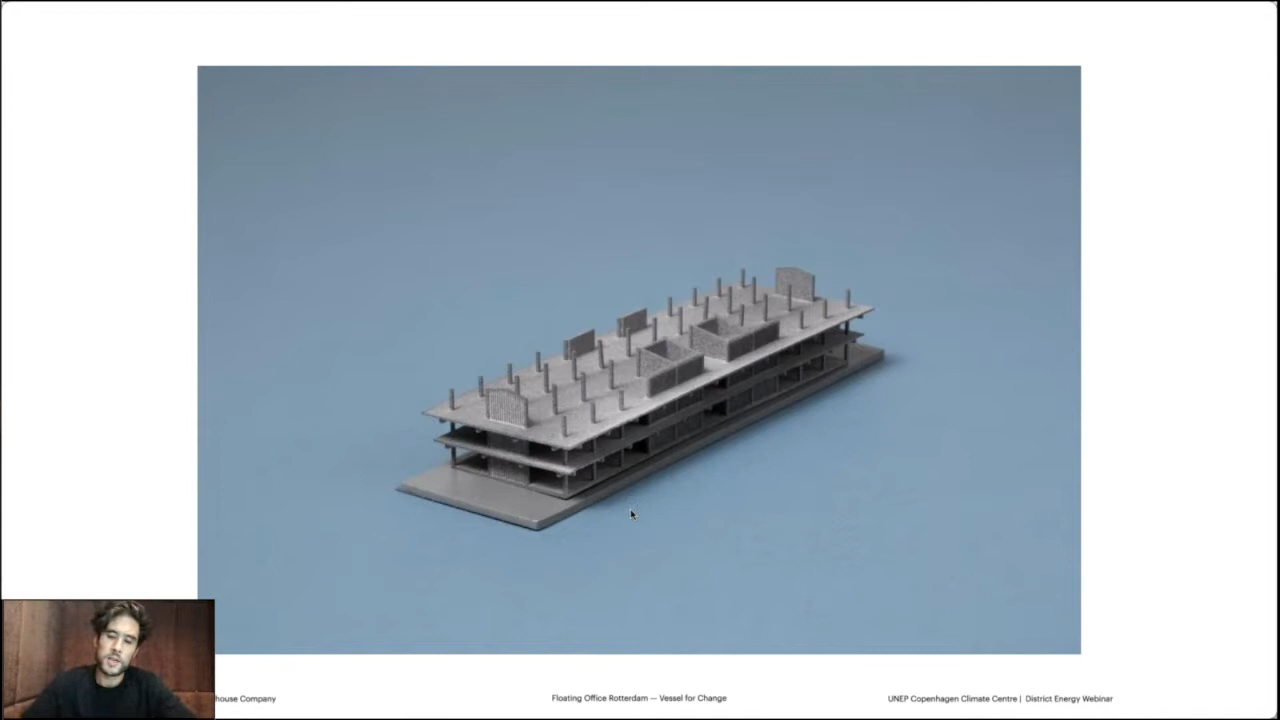 house Company
Floating Office Rotterdam — Vessel for Change
UNEP Copenhagen Climate Centre | District Energy Webinar